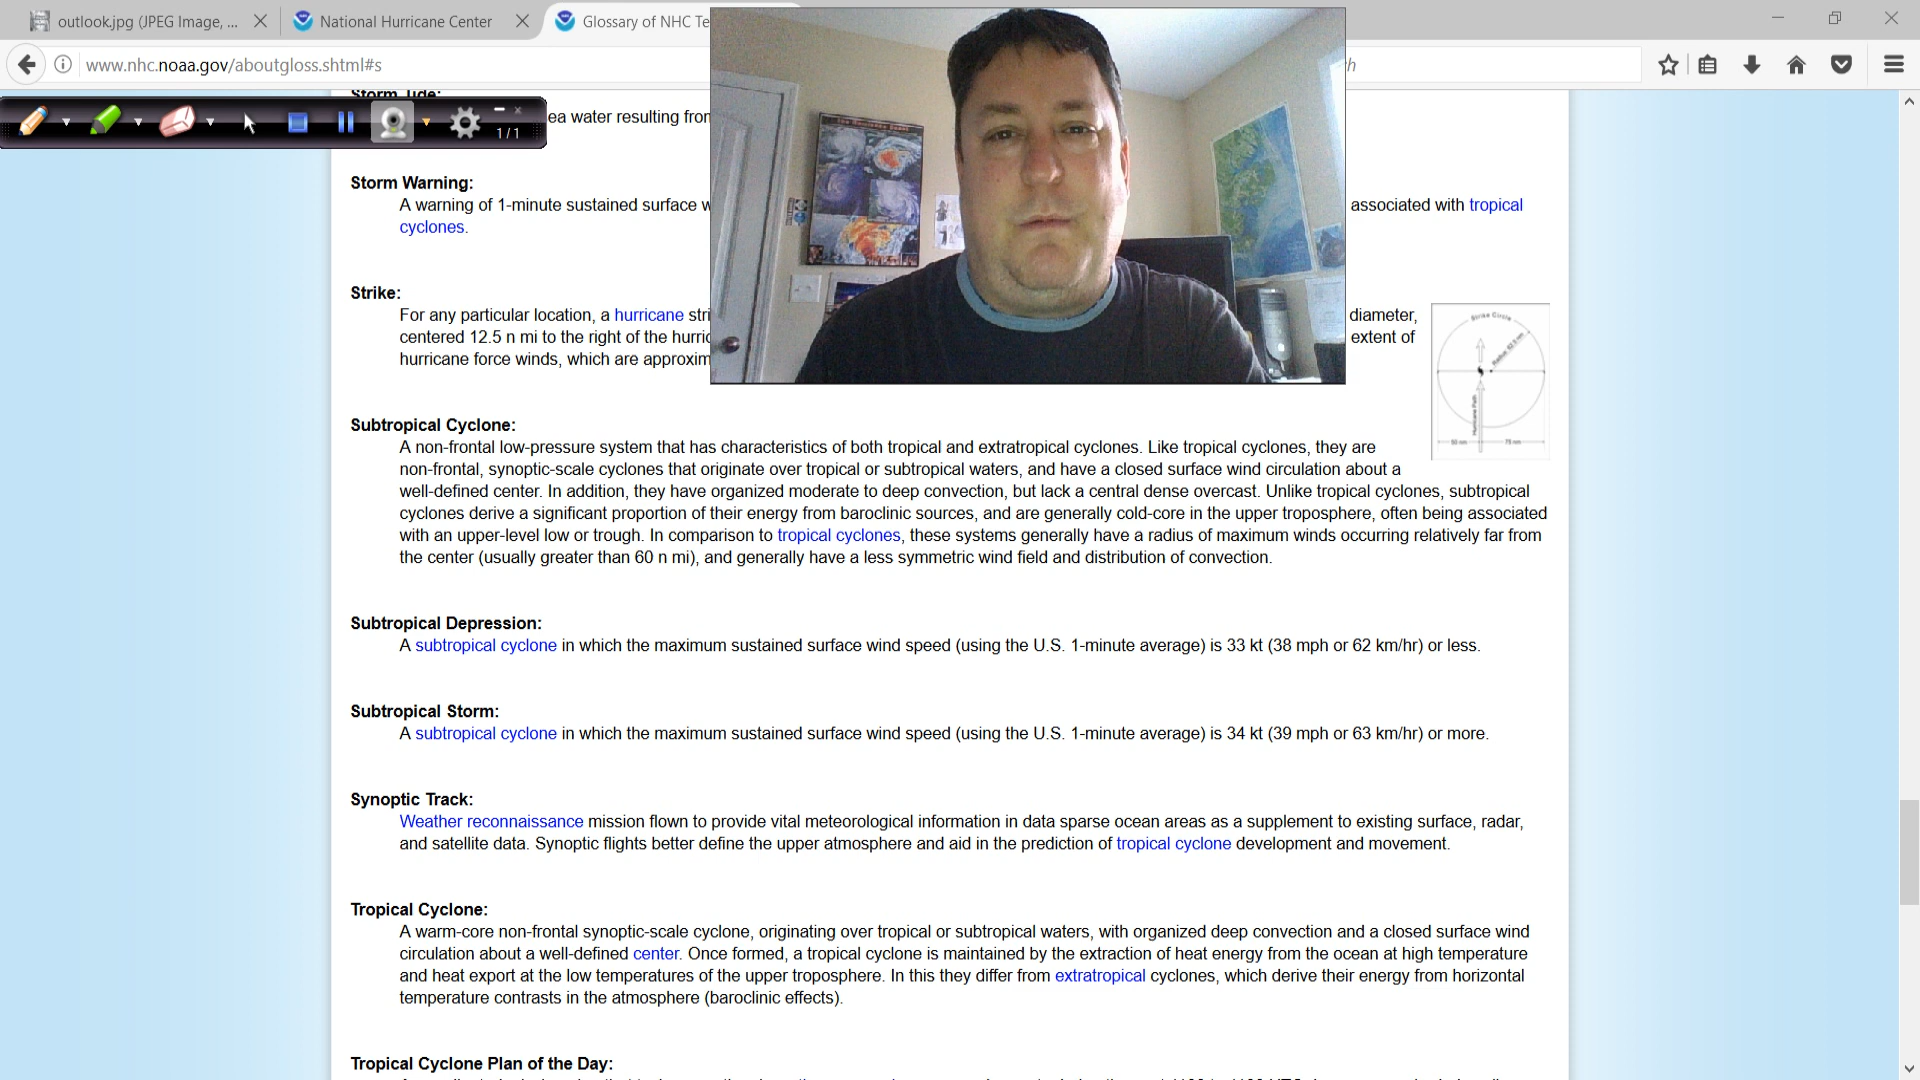 outlook.jpg (JPEG Image, ...
National Hurricane Center
Glossary of NHC Te
www.nhc.noaa.gov/aboutgloss.shtml#s
h
Storm Tide:
ea water resulting from
1/1
Storm Warning:
A warning of 1-minute sustained surface w
associated with tropical
cyclones.
Strike:
For any particular location, a hurricane stri
diameter,
centered 12.5 n mi to the right of the hurric
extent of
hurricane force winds, which are approxim
Strike Circle
Hurricane Path
Subtropical Cyclone:
A non-frontal low-pressure system that has characteristics of both tropical and extratropical cyclones. Like tropical cyclones, they are
non-frontal, synoptic-scale cyclones that originate over tropical or subtropical waters, and have a closed surface wind circulation about a
well-defined center. In addition, they have organized moderate to deep convection, but lack a central dense overcast. Unlike tropical cyclones, subtropical
cyclones derive a significant proportion of their energy from baroclinic sources, and are generally cold-core in the upper troposphere, often being associated
with an upper-level low or trough. In comparison to tropical cyclones, these systems generally have a radius of maximum winds occurring relatively far from
the center (usually greater than 60 n mi), and generally have a less symmetric wind field and distribution of convection.
Subtropical Depression:
A subtropical cyclone in which the maximum sustained surface wind speed (using the U.S. 1-minute average) is 33 kt (38 mph or 62 km/hr) or less.
Subtropical Storm:
A subtropical cyclone in which the maximum sustained surface wind speed (using the U.S. 1-minute average) is 34 kt (39 mph or 63 km/hr) or more.
Synoptic Track:
Weather reconnaissance mission flown to provide vital meteorological information in data sparse ocean areas as a supplement to existing surface, radar,
and satellite data. Synoptic flights better define the upper atmosphere and aid in the prediction of tropical cyclone development and movement.
Tropical Cyclone:
A warm-core non-frontal synoptic-scale cyclone, originating over tropical or subtropical waters, with organized deep convection and a closed surface wind
circulation about a well-defined center. Once formed, a tropical cyclone is maintained by the extraction of heat energy from the ocean at high temperature
and heat export at the low temperatures of the upper troposphere. In this they differ from extratropical cyclones, which derive their energy from horizontal
temperature contrasts in the atmosphere (baroclinic effects).
Tropical Cyclone Plan of the Day: